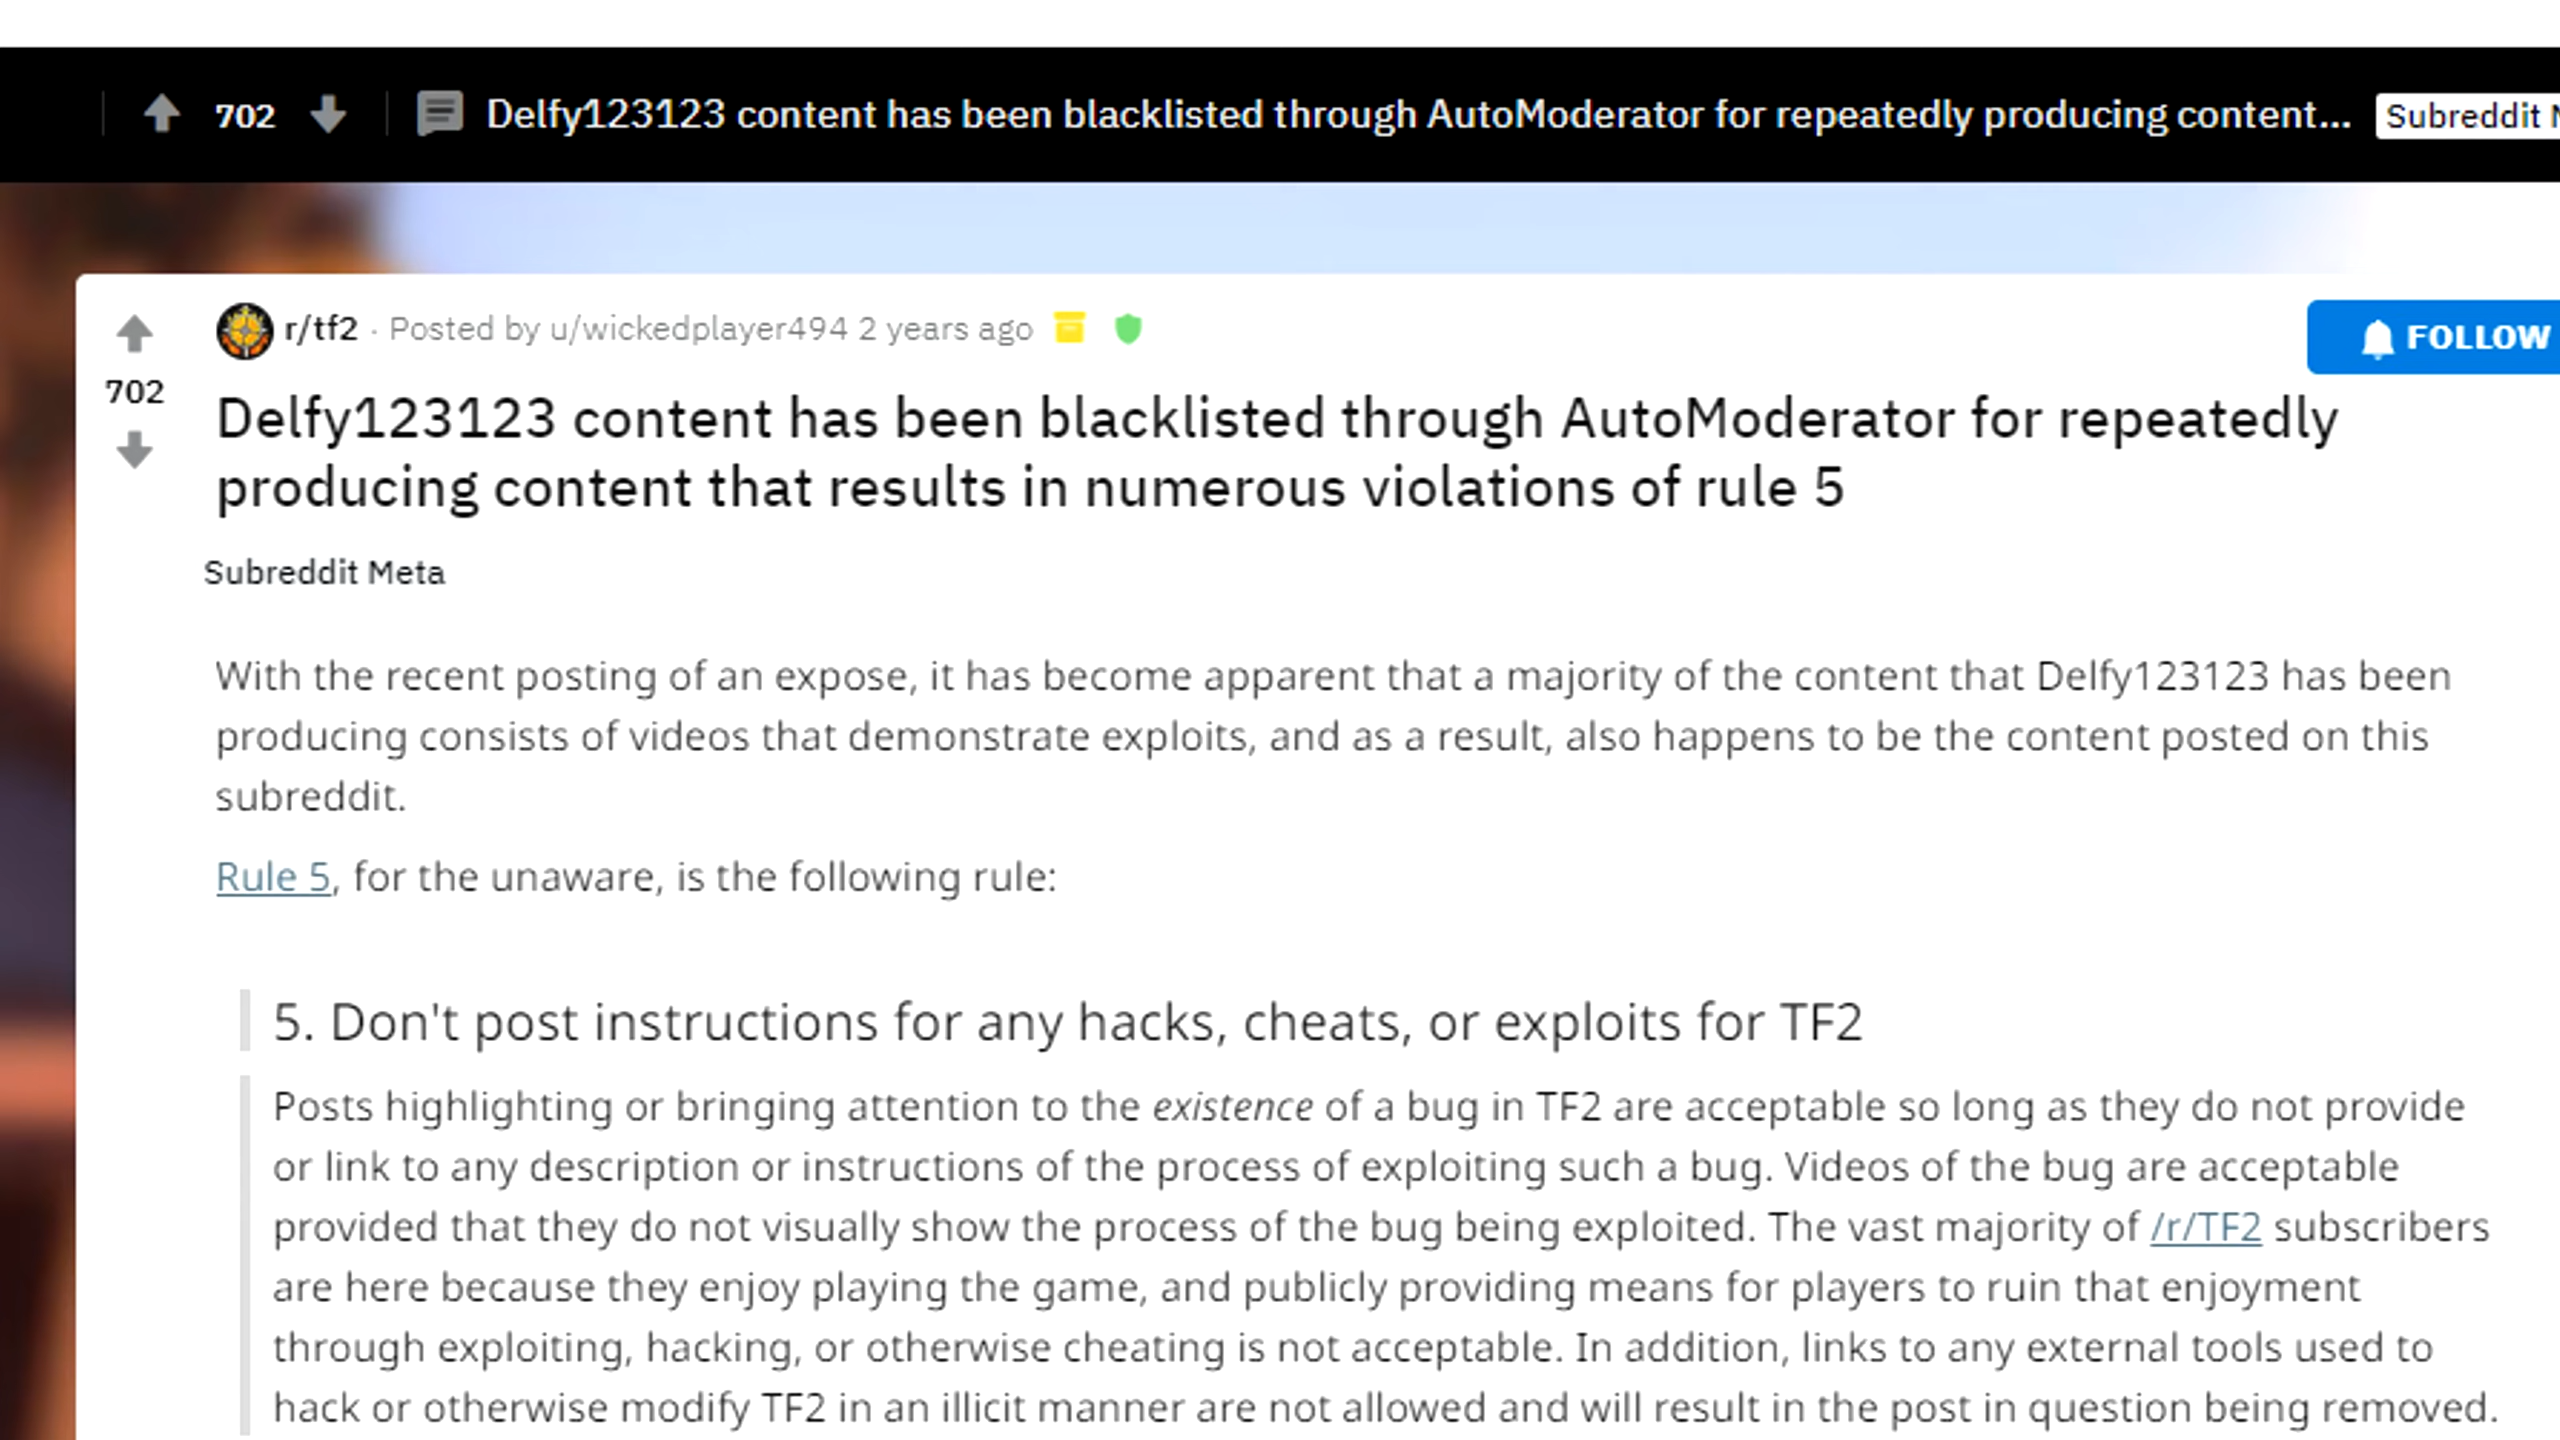 702 Delfy123123 content has been blacklisted through AutoModerator for repeatedly producing content... Subreddit
r/tf2 · Posted by u/wickedplayer494 2 years ago
FOLLOW
702
Delfy123123 content has been blacklisted through AutoModerator for repeatedly
producing content that results in numerous violations of rule 5
Subreddit Meta
With the recent posting of an expose, it has become apparent that a majority of the content that Delfy123123 has been
producing consists of videos that demonstrate exploits, and as a result, also happens to be the content posted on this
subreddit.
Rule 5, for the unaware, is the following rule:
5. Don't post instructions for any hacks, cheats, or exploits for TF2
Posts highlighting or bringing attention to the existence of a bug in TF2 are acceptable so long as they do not provide
or link to any description or instructions of the process of exploiting such a bug. Videos of the bug are acceptable
provided that they do not visually show the process of the bug being exploited. The vast majority of /r/TF2 subscribers
are here because they enjoy playing the game, and publicly providing means for players to ruin that enjoyment
through exploiting, hacking, or otherwise cheating is not acceptable. In addition, links to any external tools used to
hack or otherwise modify TF2 in an illicit manner are not allowed and will result in the post in question being removed.